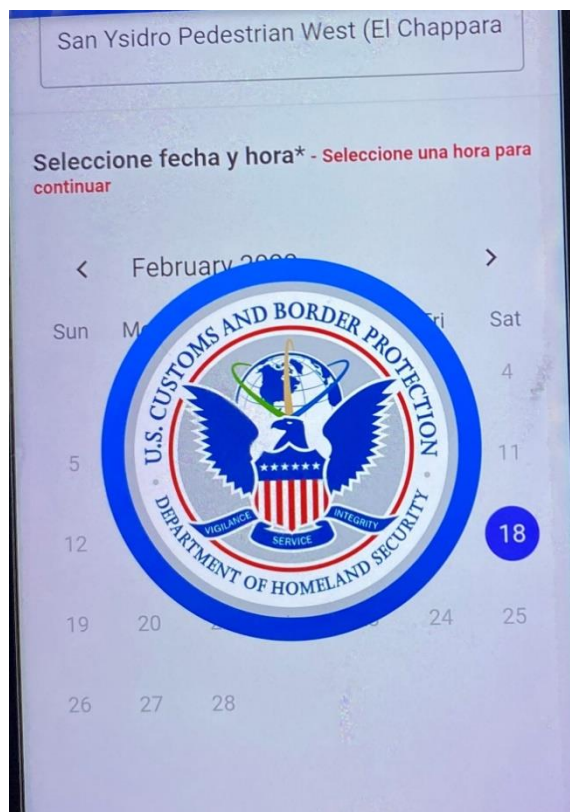 San Ysidro Pedestrian West (El Chappara
Seleccione fecha y hora* - Seleccione una hora para
continuar
< February >
Sun Sat
4
5 11
12 18
19 20 24 25
26 27 28
U.S. CUSTOMS AND BORDER PROTECTION
VIGILANCE SERVICE INTEGRITY
DEPARTMENT OF HOMELAND SECURITY